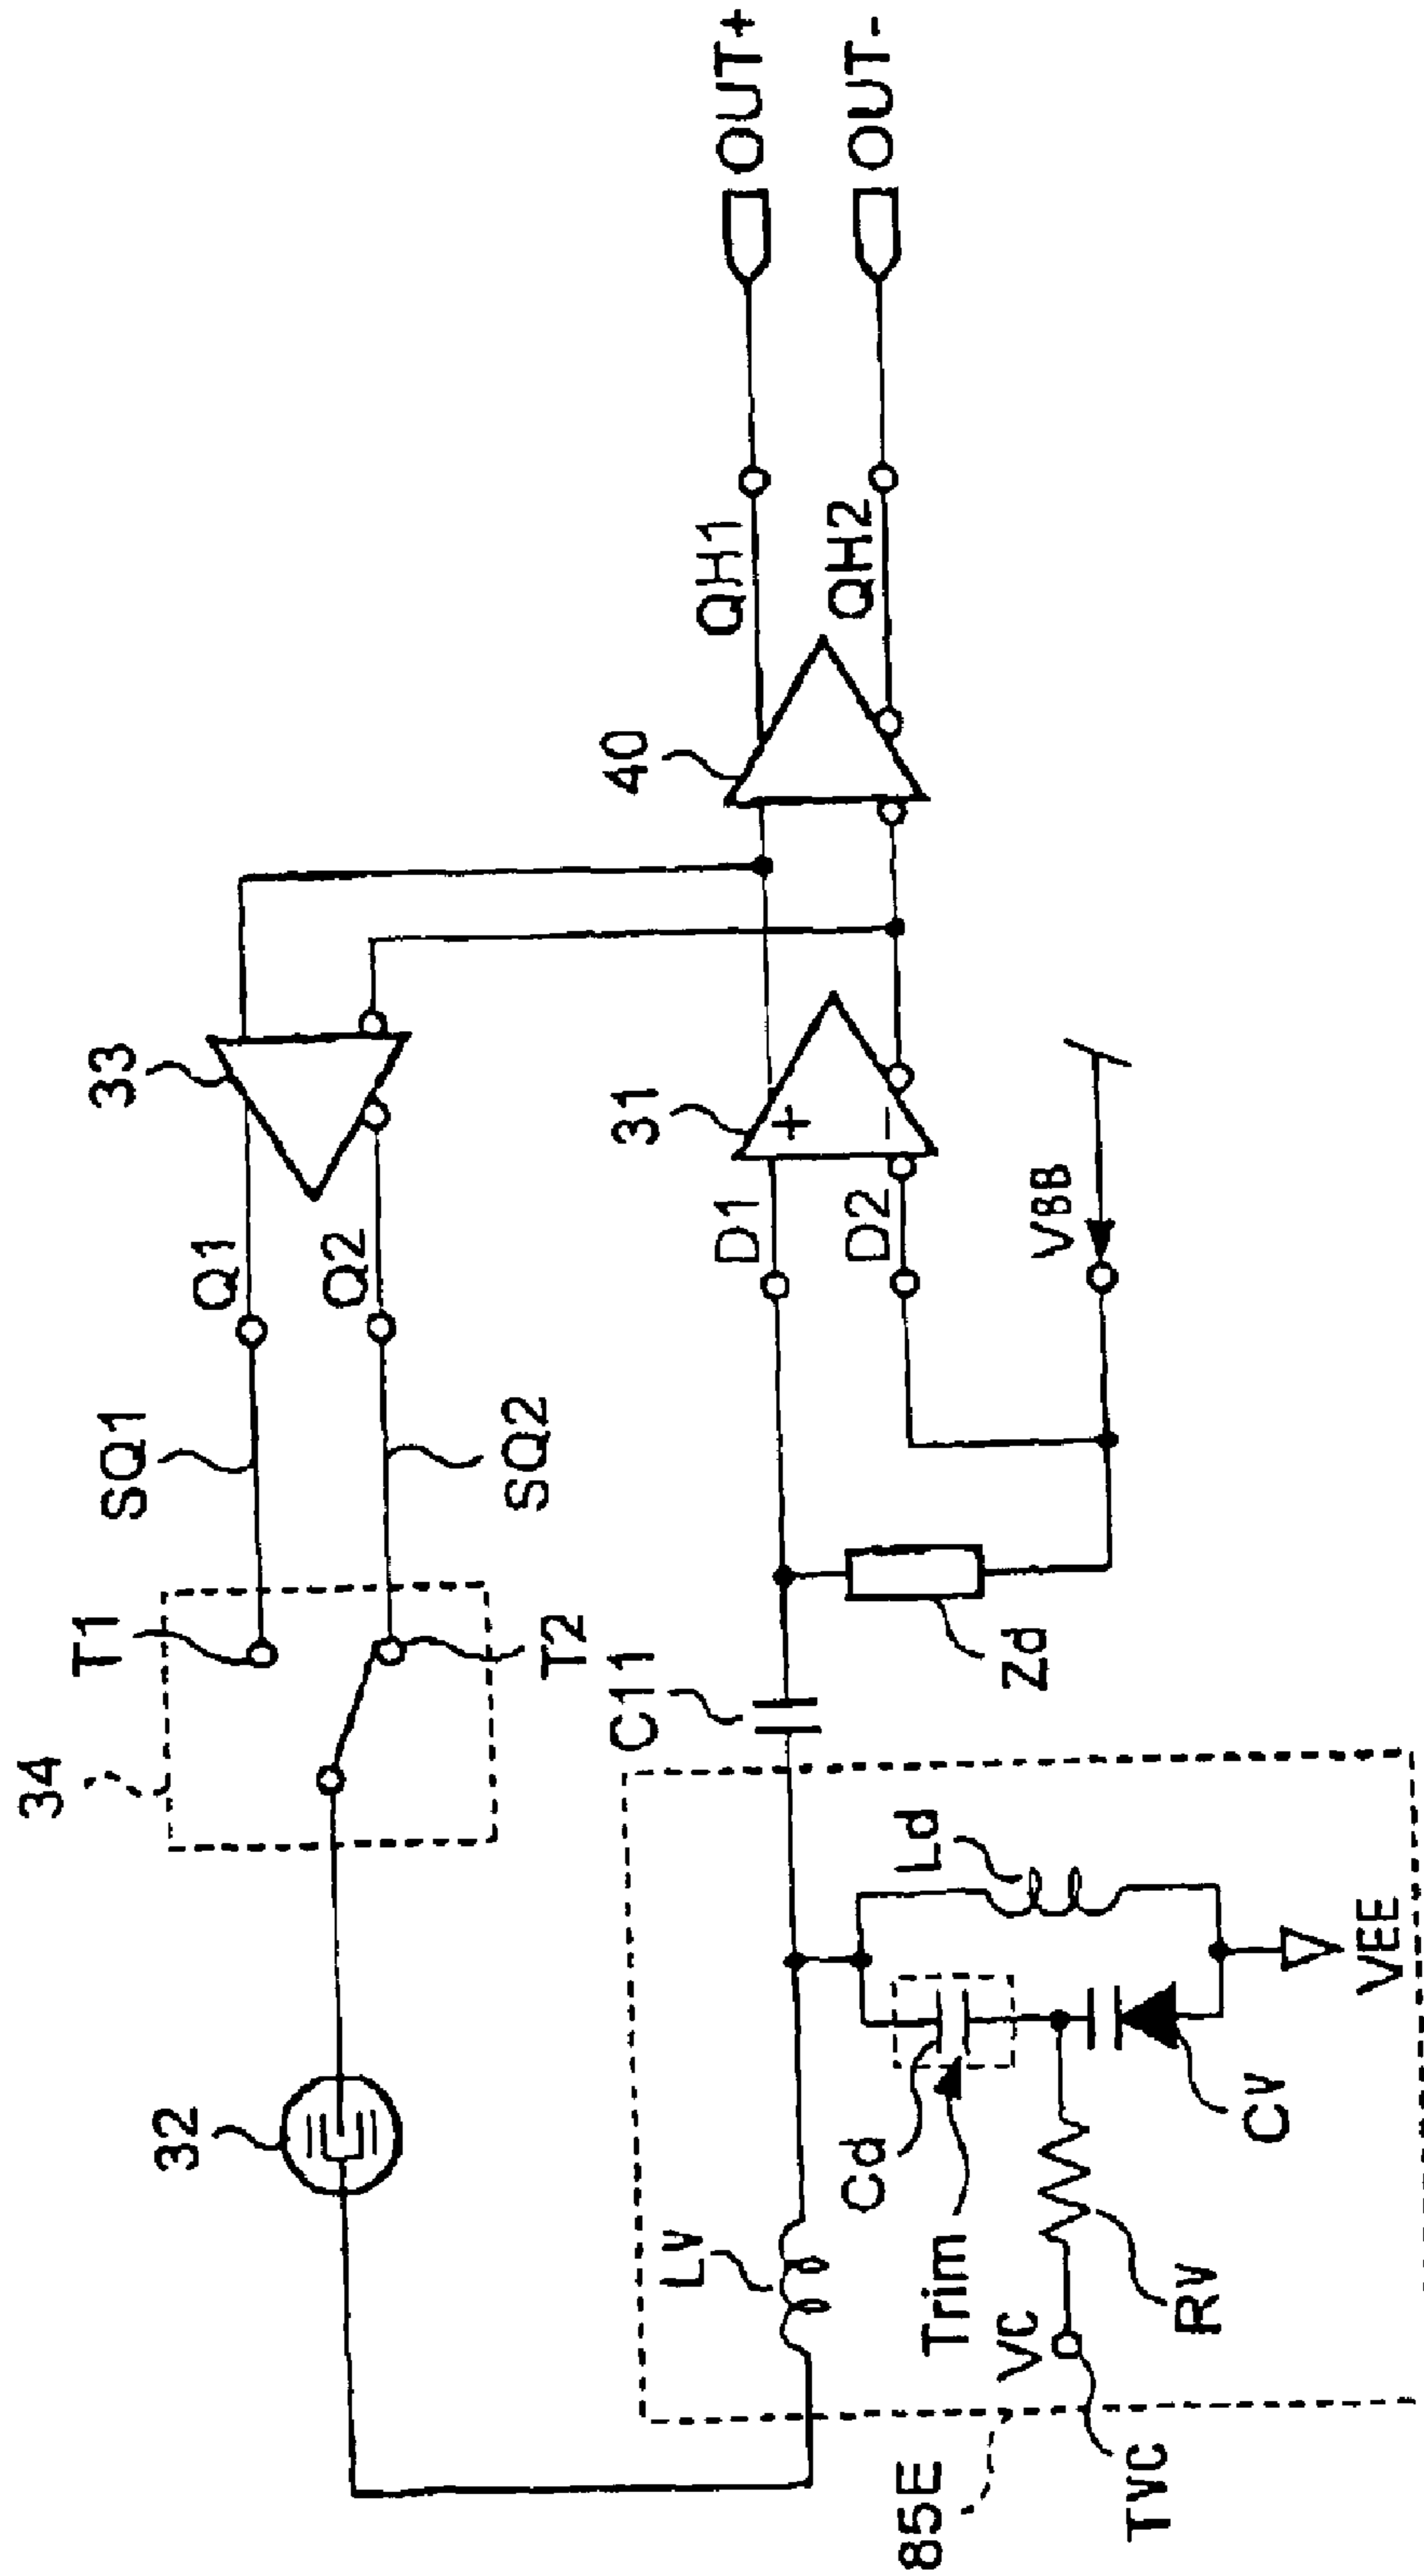 34
T1
SQ1
Q1
33
32
T2
SQ2
Q2
40
QH1
OUT+
QH2
OUT-
C11
31
D1
D2
VBB
Zd
LV
Ld
Cd
Trim
CV
VEE
VC
RV
TVC
85E